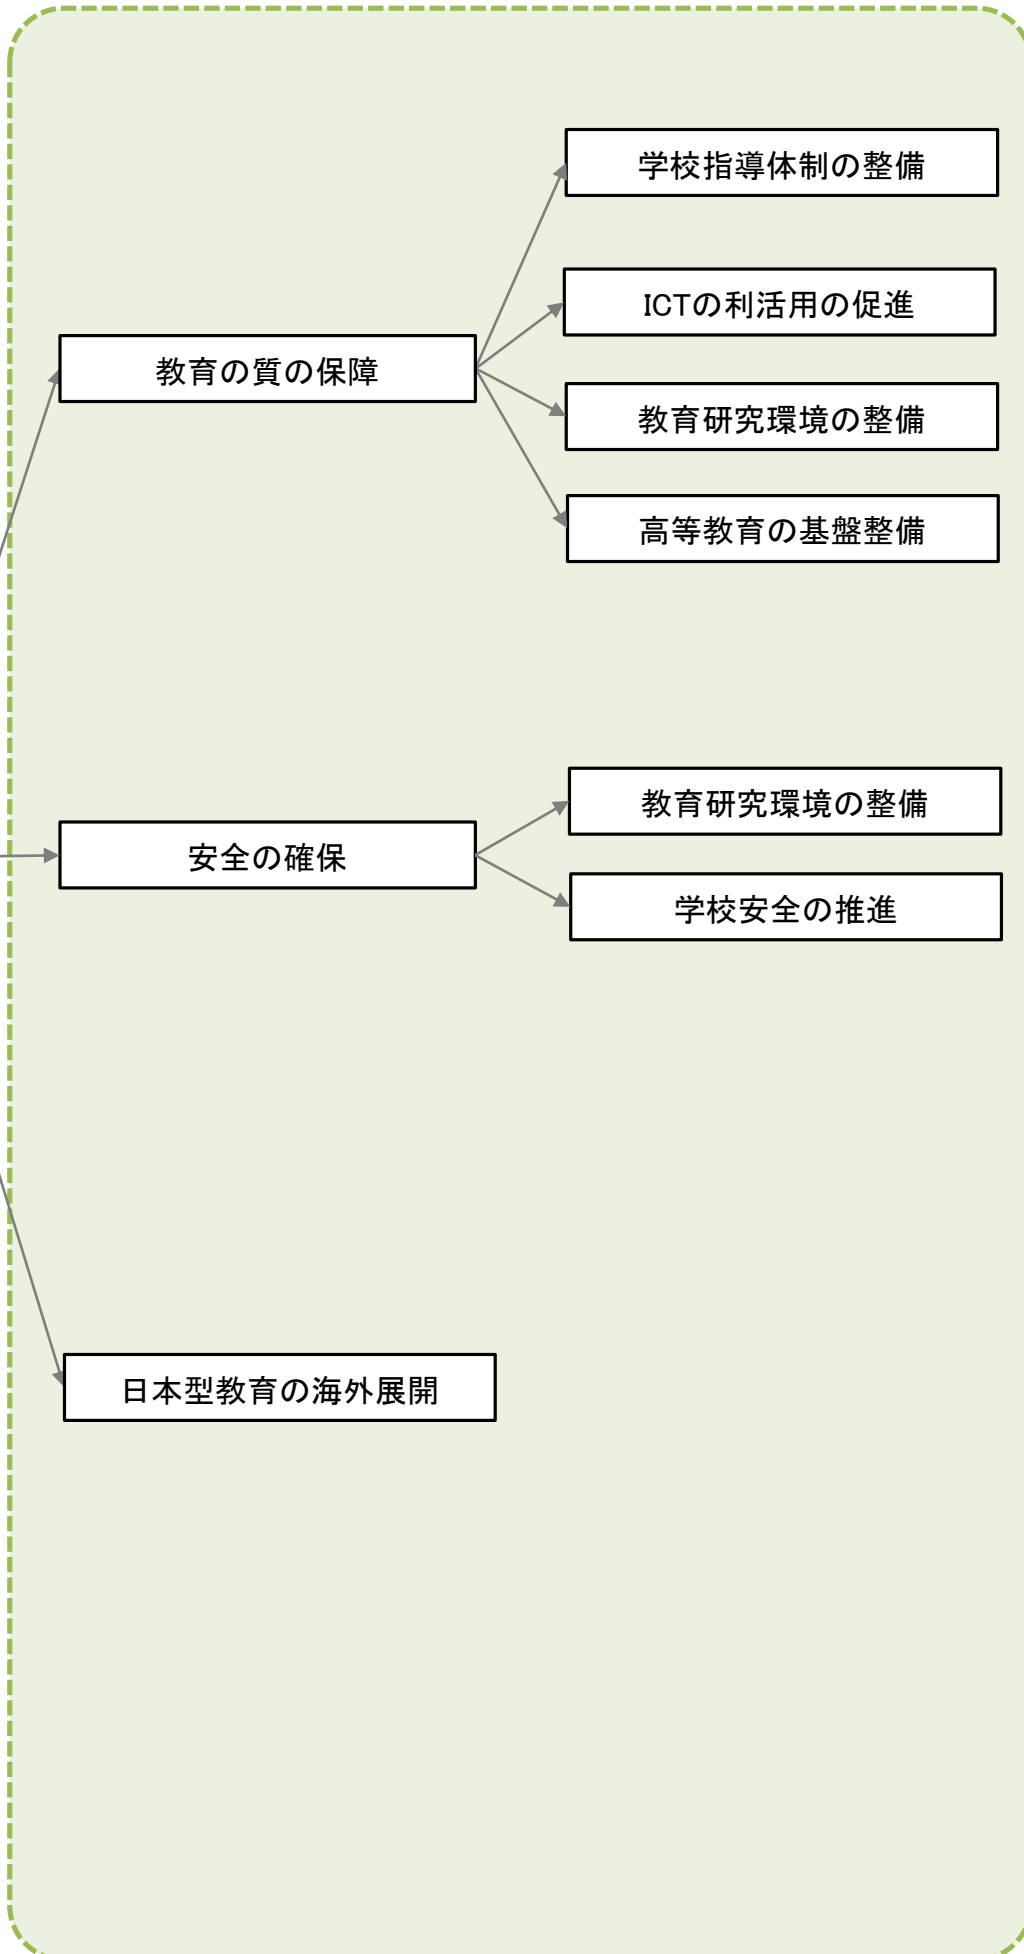 学校指導体制の整備
ICTの利活用の促進
教育の質の保障
教育研究環境の整備
高等教育の基盤整備
教育研究環境の整備
安全の確保
学校安全の推進
日本型教育の海外展開